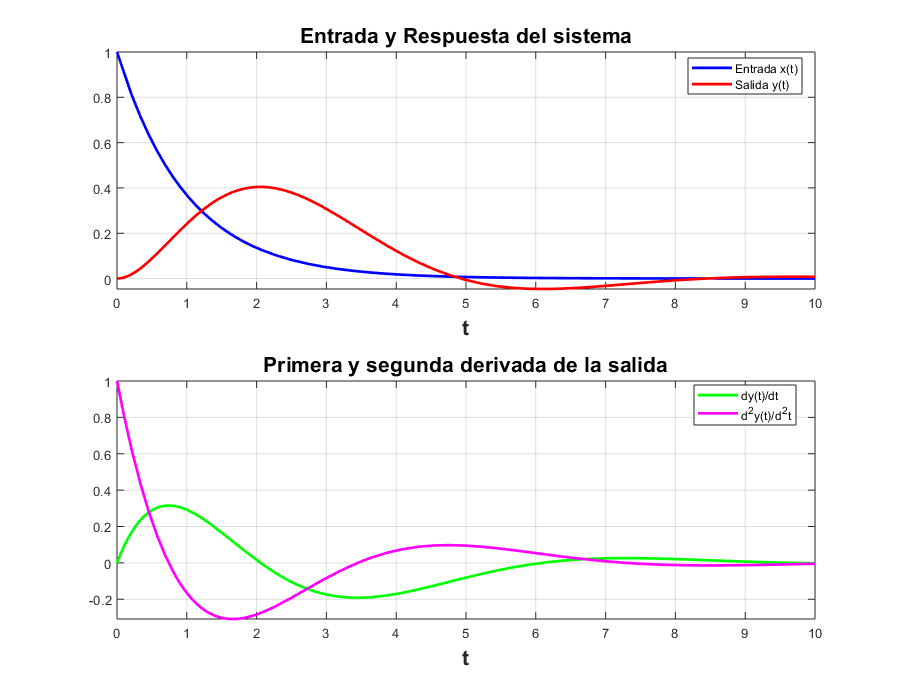 Entrada y Respuesta del sistema
1
0.8
0.6
0.4
0.2
0
Entrada x(t)
Salida y(t)
0 1 2 3 4 5 6 7 8 9 10
t
Primera y segunda derivada de la salida
1
0.8
0.6
0.4
0.2
0
-0.2
dy(t)/dt
d²y(t)/d²t
0 1 2 3 4 5 6 7 8 9 10
t